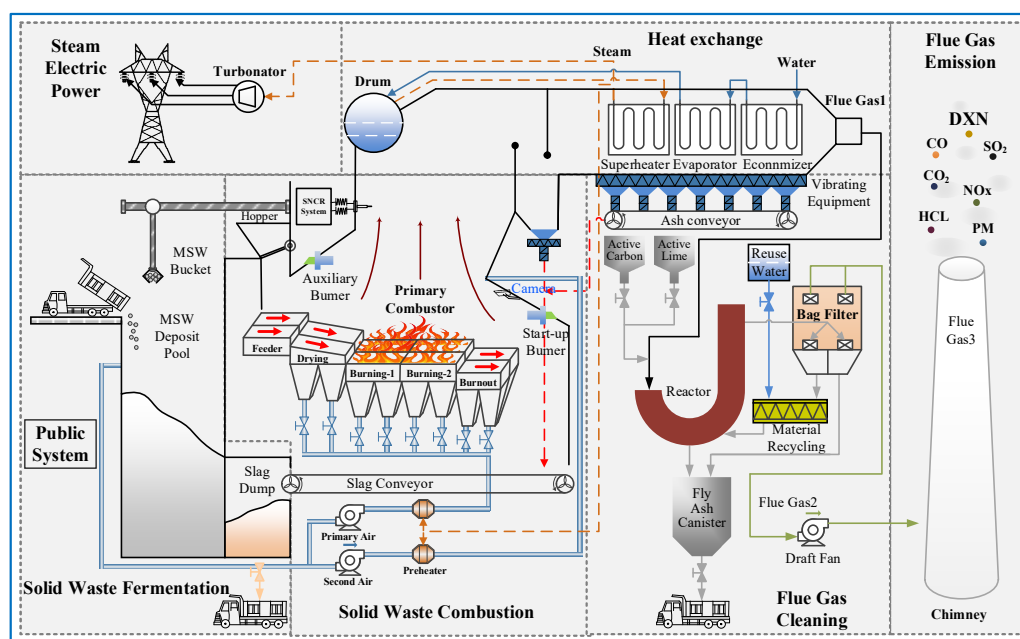 Steam
Electric
Power
Turbonator
Heat exchange
Steam
Drum
Water
Flue Gas1
Superheater Evaporator Econnmizer
Vibrating
Equipment
Ash conveyor
Flue Gas
Emission
DXN
CO
SO2
CO2
NOx
HCL
PM
Flue
Gas3
Chimney
Hopper
SNCR
System
MSW
Bucket
Auxiliary
Bumer
MSW
Deposit
Pool
Primary
Combustor
Camera
Start-up
Burner
Feeder
Drying
Burning-1
Burning-2
Burnout
Public
System
Slag
Dump
Slag Conveyor
Primary Air
Second Air
Preheater
Solid Waste Fermentation
Solid Waste Combustion
Active
Carbon
Active
Lime
Reuse
Water
Bag Filter
Reactor
Material
Recycling
Fly
Ash
Canister
Flue Gas2
Draft Fan
Flue Gas
Cleaning